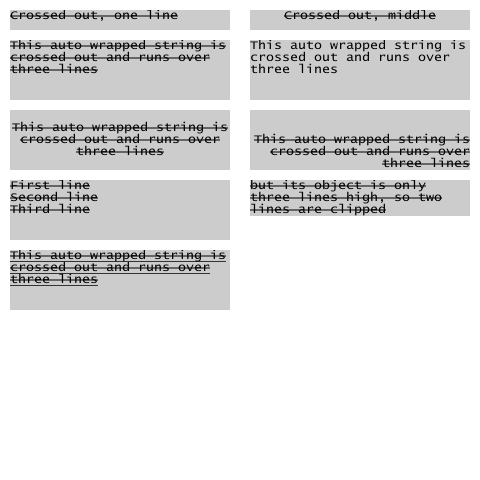 Crossed out, one line
Crossed out, middle
This auto wrapped string is
crossed out and runs over
three lines
This auto wrapped string is
crossed out and runs over
three lines
This auto wrapped string is
crossed out and runs over
three lines
This auto wrapped string is
crossed out and runs over
three lines
First line
Second line
Third line
but its object is only
three lines high, so two
lines are clipped
This auto wrapped string is
crossed out and runs over
three lines